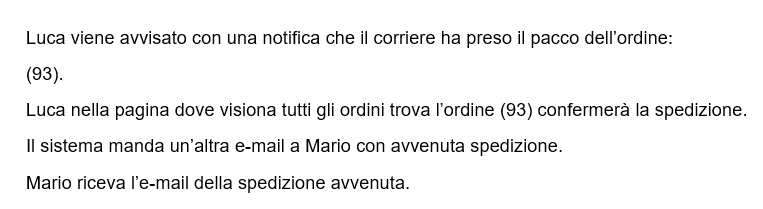 Luca viene avvisato con una notifica che il corriere ha preso il pacco dell’ordine:
(93).
Luca nella pagina dove visiona tutti gli ordini trova l’ordine (93) confermerà la spedizione.
Il sistema manda un’altra e-mail a Mario con avvenuta spedizione.
Mario riceva l’e-mail della spedizione avvenuta.